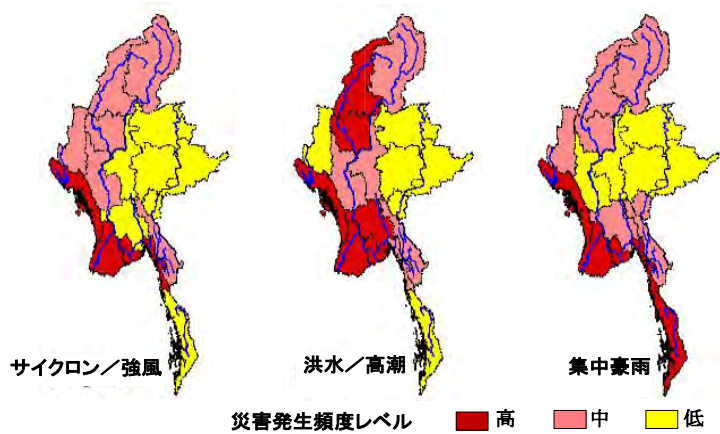 サイクロン／強風
洪水／高潮
集中豪雨
災害発生頻度レベル 高 中 低